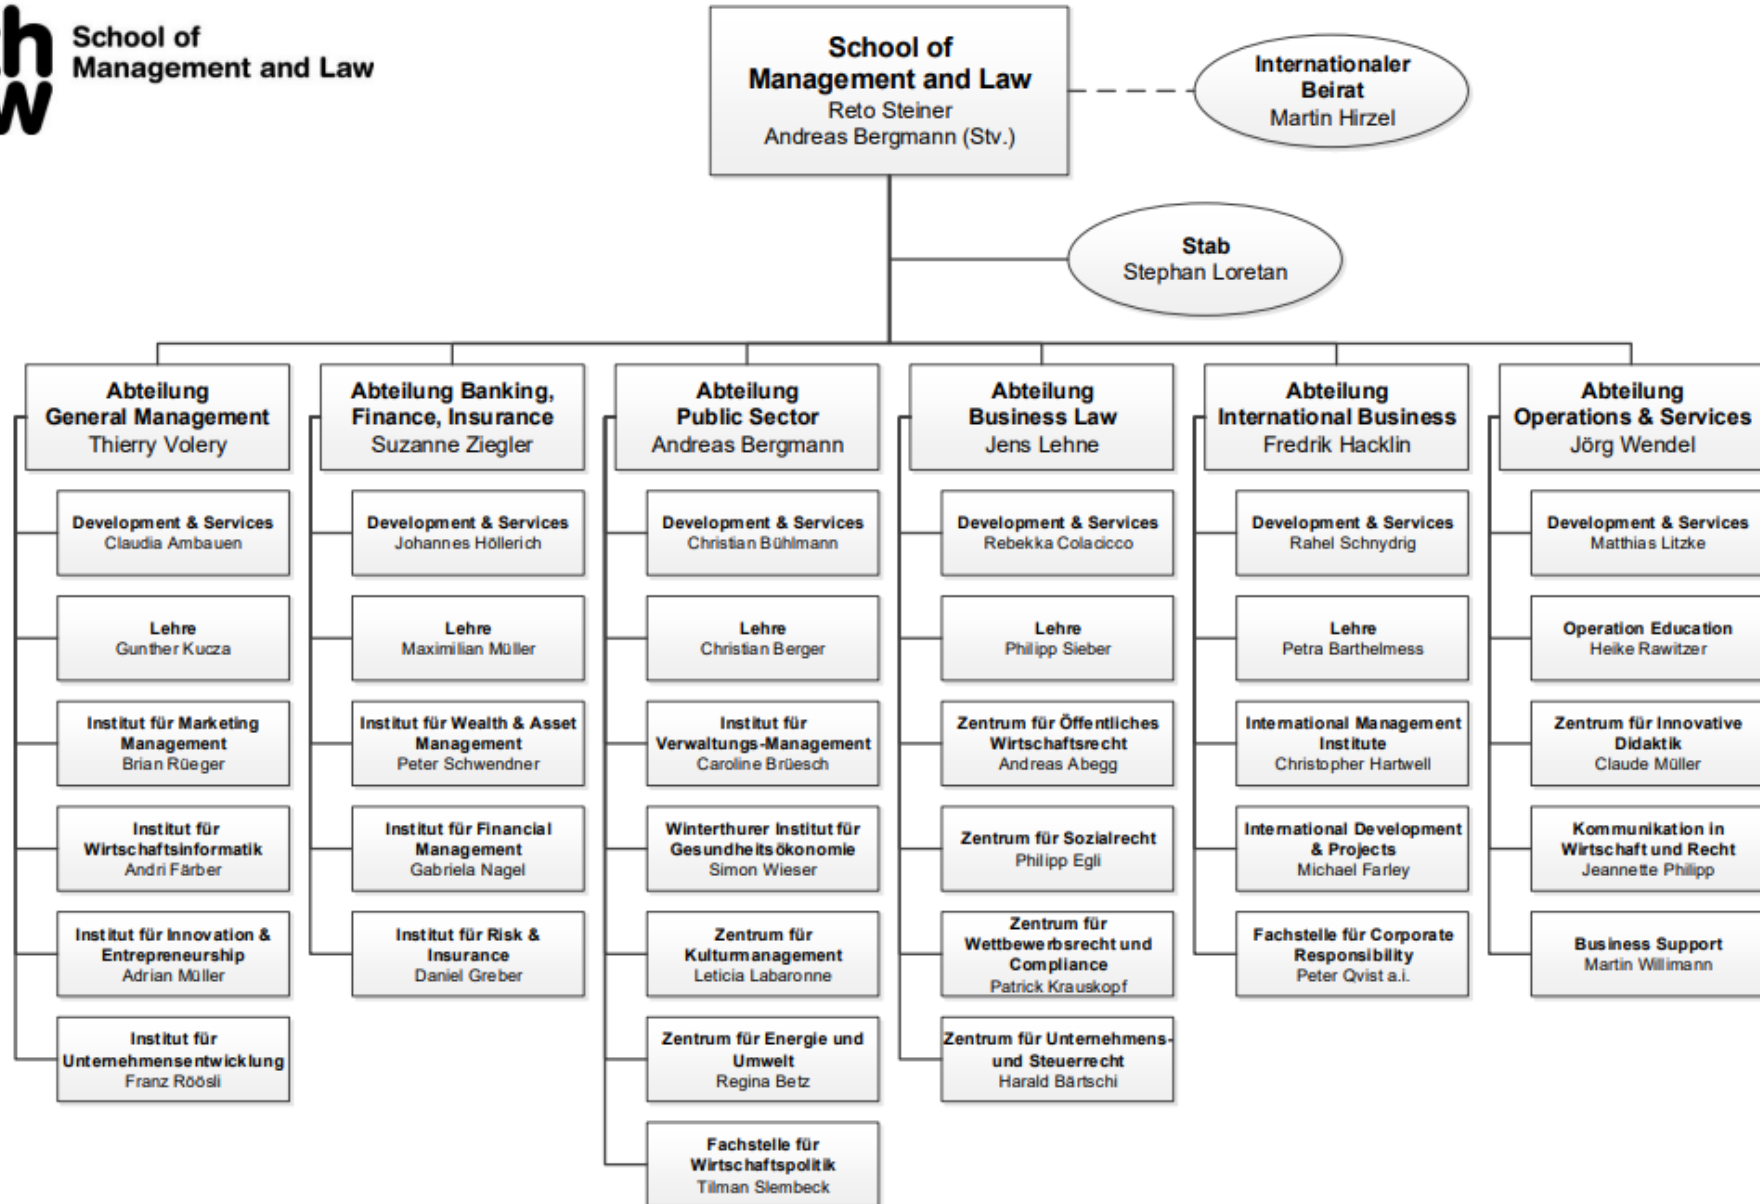 School of
Management and Law
School of
Management and Law
Reto Steiner
Andreas Bergmann (Stv.)
Internationaler
Beirat
Martin Hirzel
Stab
Stephan Loretan
Abteilung
General Management
Thierry Volery
Development & Services
Claudia Ambauen
Lehre
Gunther Kucza
Institut für Marketing
Management
Brian Rüeger
Institut für
Wirtschaftsinformatik
Andri Färber
Institut für Innovation &
Entrepreneurship
Adrian Müller
Institut für
Unternehmensentwicklung
Franz Röösli
Abteilung Banking,
Finance, Insurance
Suzanne Ziegler
Development & Services
Johannes Höllerich
Lehre
Maximilian Müller
Institut für Wealth & Asset
Management
Peter Schwendner
Institut für Financial
Management
Gabriela Nagel
Institut für Risk &
Insurance
Daniel Greber
Abteilung
Public Sector
Andreas Bergmann
Development & Services
Christian Bühlmann
Lehre
Christian Berger
Institut für
Verwaltungs-Management
Caroline Brüesch
Winterthurer Institut für
Gesundheitsökonomie
Simon Wieser
Zentrum für
Kulturmanagement
Leticia Labaronne
Zentrum für Energie und
Umwelt
Regina Betz
Fachstelle für
Wirtschaftspolitik
Tilman Slembeck
Abteilung
Business Law
Jens Lehne
Development & Services
Rebekka Colacicco
Lehre
Philipp Sieber
Zentrum für Öffentliches
Wirtschaftsrecht
Andreas Abegg
Zentrum für Sozialrecht
Philipp Egli
Zentrum für
Wettbewerbsrecht und
Compliance
Patrick Krauskopf
Zentrum für Unternehmens-
und Steuerrecht
Harald Bärtschi
Abteilung
International Business
Fredrik Hacklin
Development & Services
Rahel Schnydrig
Lehre
Petra Barthelmess
International Management
Institute
Christopher Hartwell
International Development
& Projects
Michael Farley
Fachstelle für Corporate
Responsibility
Peter Qvist a.i.
Abteilung
Operations & Services
Jörg Wendel
Development & Services
Matthias Litzke
Operation Education
Heike Rawitzer
Zentrum für Innovative
Didaktik
Claude Müller
Kommunikation in
Wirtschaft und Recht
Jeannette Philipp
Business Support
Martin Willimann